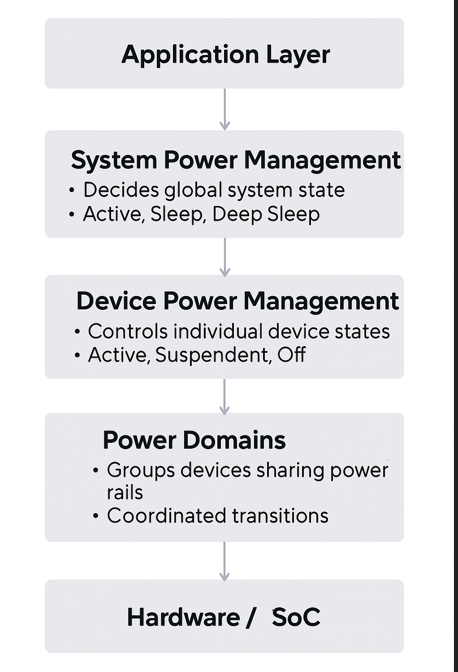 Application Layer
System Power Management
• Decides global system state
• Active, Sleep, Deep Sleep
Device Power Management
• Controls individual device states
• Active, Suspendent, Off
Power Domains
• Groups devices sharing power
rails
• Coordinated transitions
Hardware / SoC